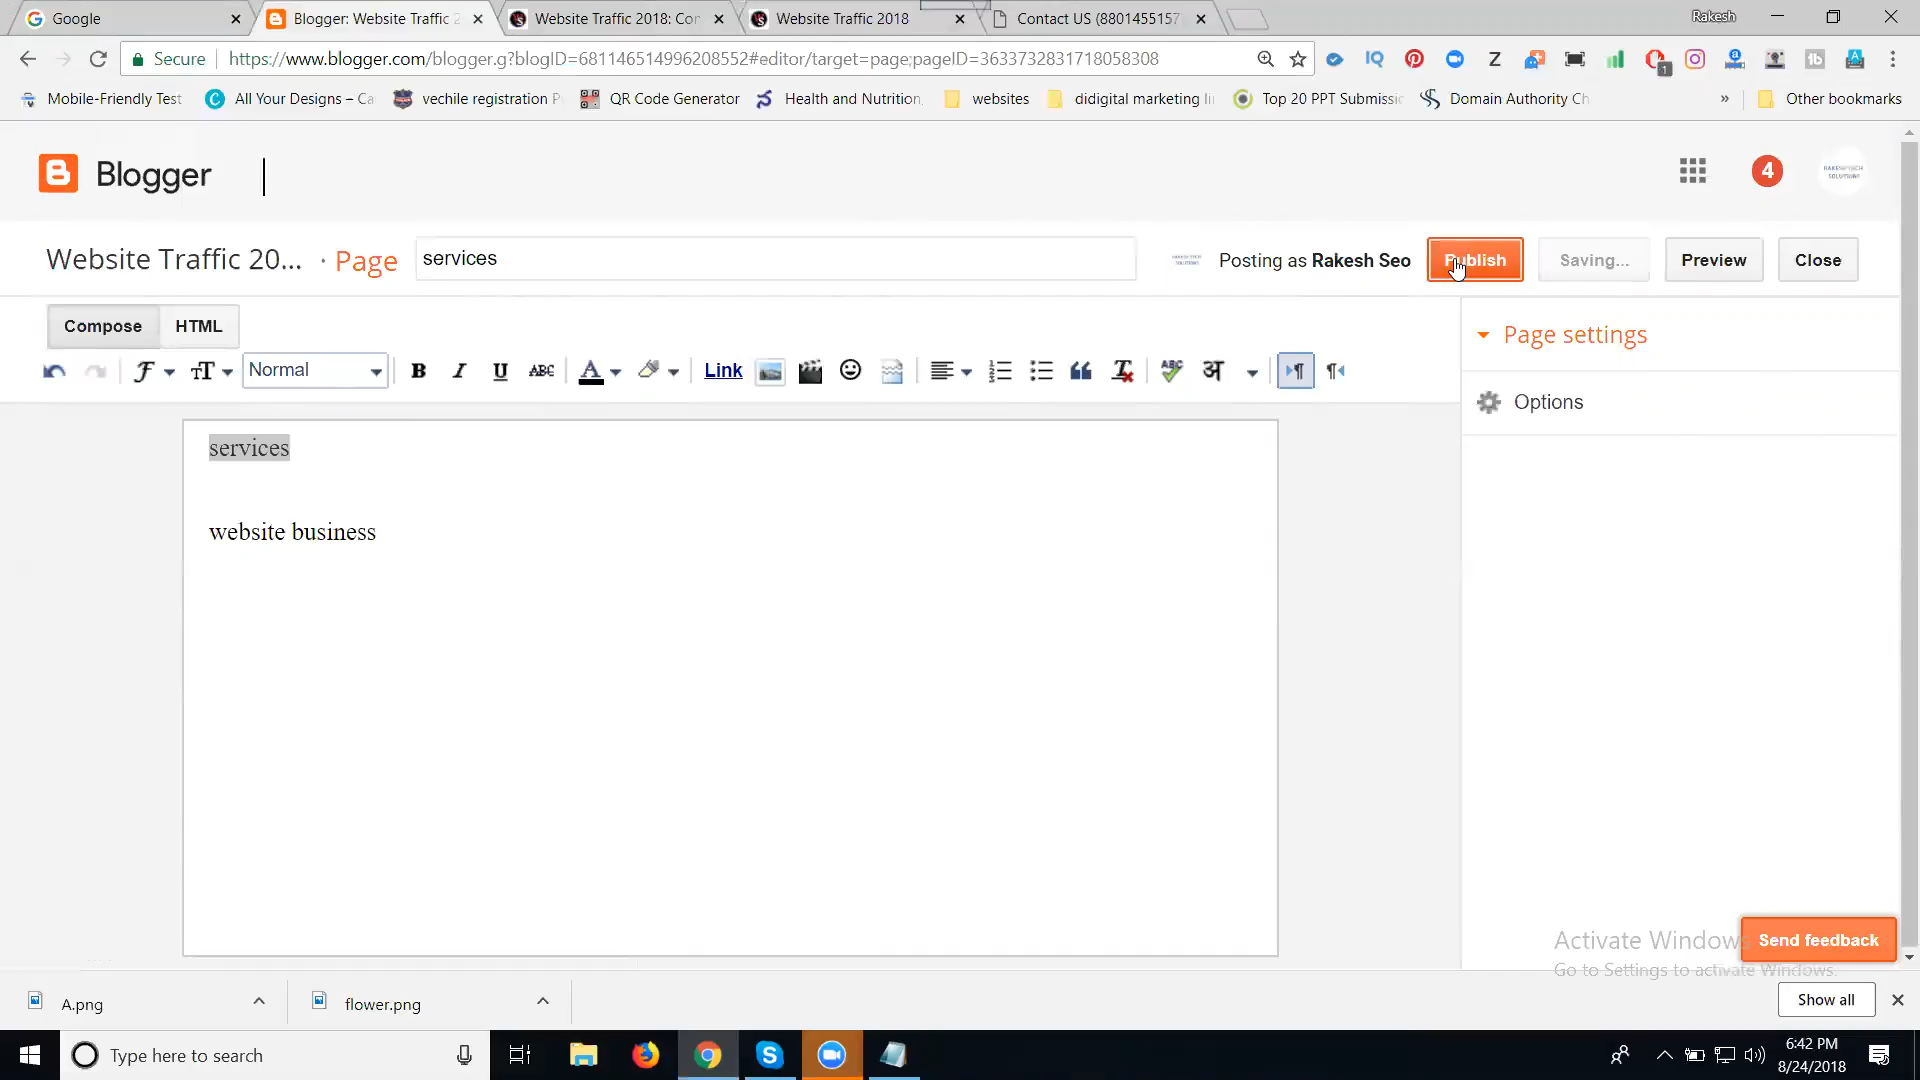 Google
Blogger: Website Traffic 2
Website Traffic 2018: Con
Website Traffic 2018
Contact US (8801455157
Rakesh
Secure
https://www.blogger.com/blogger.g?blogID=681146514996208552#editor/target=page;pageID=3633732831718058308
Mobile-Friendly Test
All Your Designs – Ca
vechile registration P
QR Code Generator
Health and Nutrition
websites
didigital marketing li
Top 20 PPT Submissic
Domain Authority Ch
»
Other bookmarks
Blogger
4
Website Traffic 20...
· Page
services
Posting as Rakesh Seo
Publish
Saving...
Preview
Close
Compose
HTML
Normal
Link
Page settings
Options
services
website business
Activate Windows
Go to Settings to activate Windows.
Send feedback
A.png
flower.png
Show all
Type here to search
6:42 PM
8/24/2018